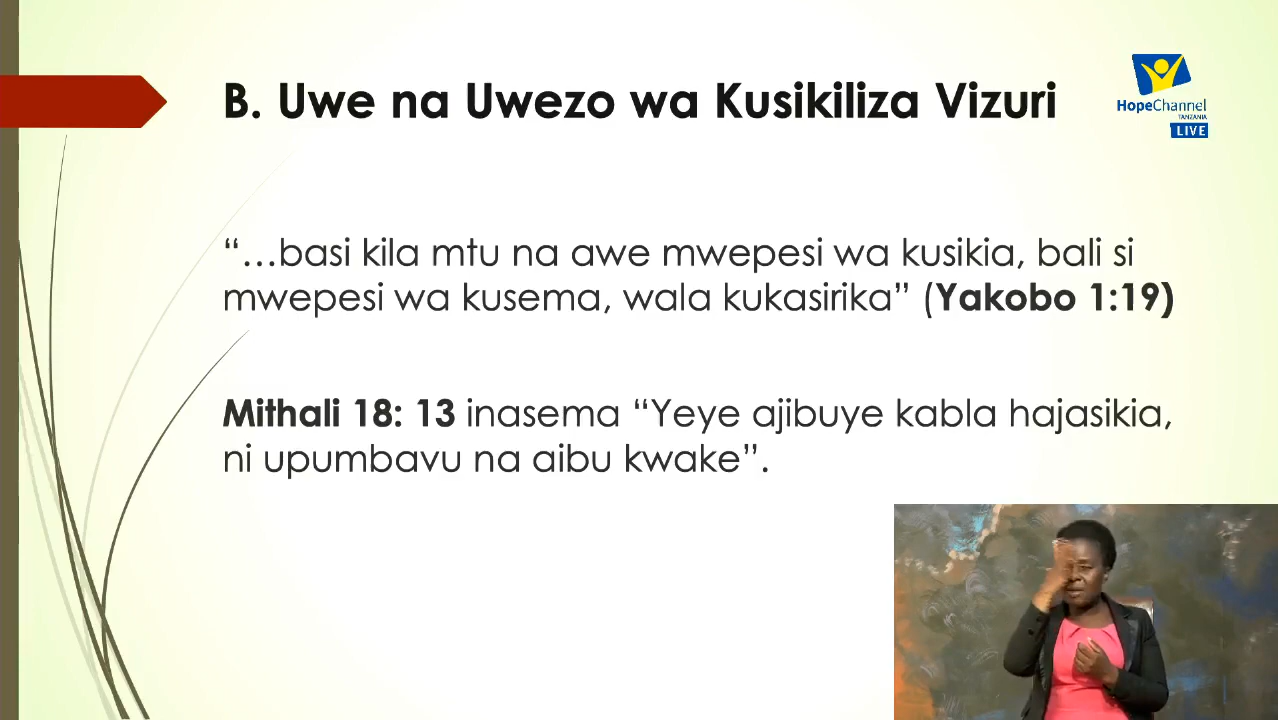 B. Uwe na Uwezo wa Kusikiliza Vizuri
HopeChannel
TANZANIA
LIVE
“…basi kila mtu na awe mwepesi wa kusikia, bali si
mwepesi wa kusema, wala kukasirika” (Yakobo 1:19)
Mithali 18: 13 inasema “Yeye ajibuye kabla hajasikia,
ni upumbavu na aibu kwake”.